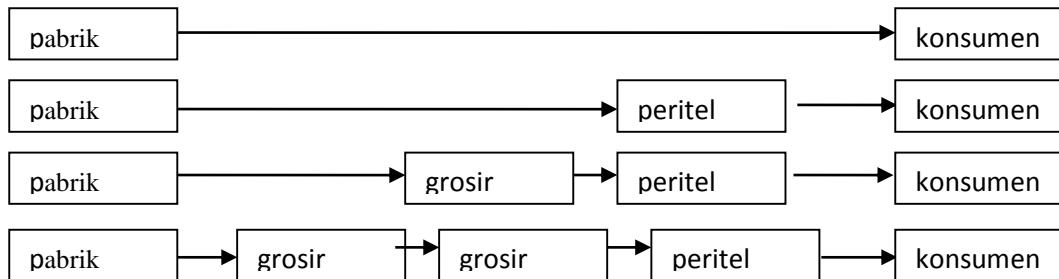 pabrik konsumen
pabrik peritel konsumen
pabrik grosir peritel konsumen
pabrik grosir grosir peritel konsumen